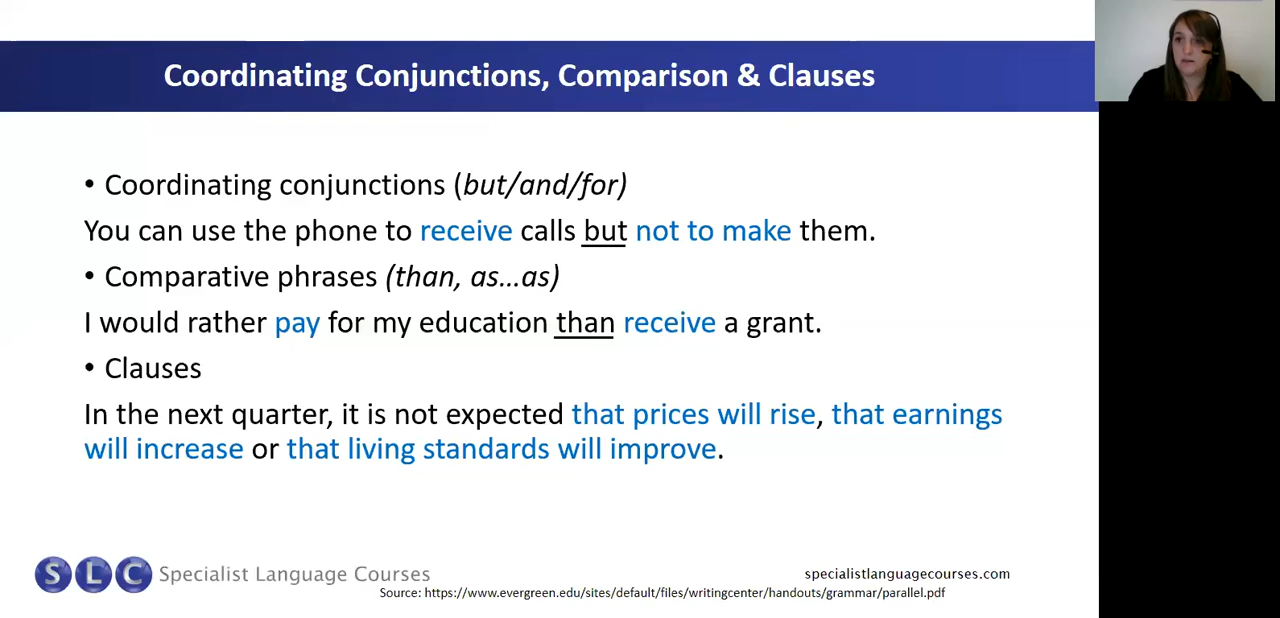 Coordinating Conjunctions, Comparison & Clauses
• Coordinating conjunctions (but/and/for)
You can use the phone to receive calls but not to make them.
• Comparative phrases (than, as...as)
I would rather pay for my education than receive a grant.
• Clauses
In the next quarter, it is not expected that prices will rise, that earnings
will increase or that living standards will improve.
SLC Specialist Language Courses
specialistlanguagecourses.com
Source: https://www.evergreen.edu/sites/default/files/writingcenter/handouts/grammar/parallel.pdf